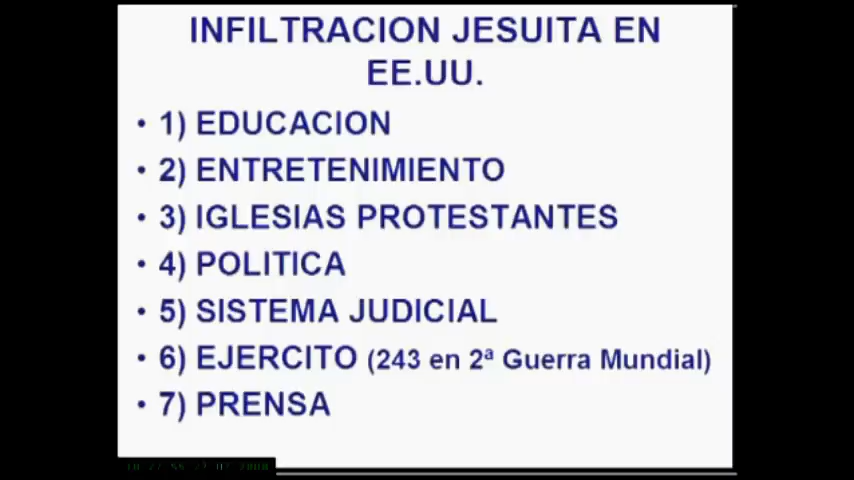 INFILTRACION JESUITA EN
EE.UU.
• 1) EDUCACION
• 2) ENTRETENIMIENTO
• 3) IGLESIAS PROTESTANTES
• 4) POLITICA
• 5) SISTEMA JUDICIAL
• 6) EJERCITO (243 en 2ª Guerra Mundial)
• 7) PRENSA